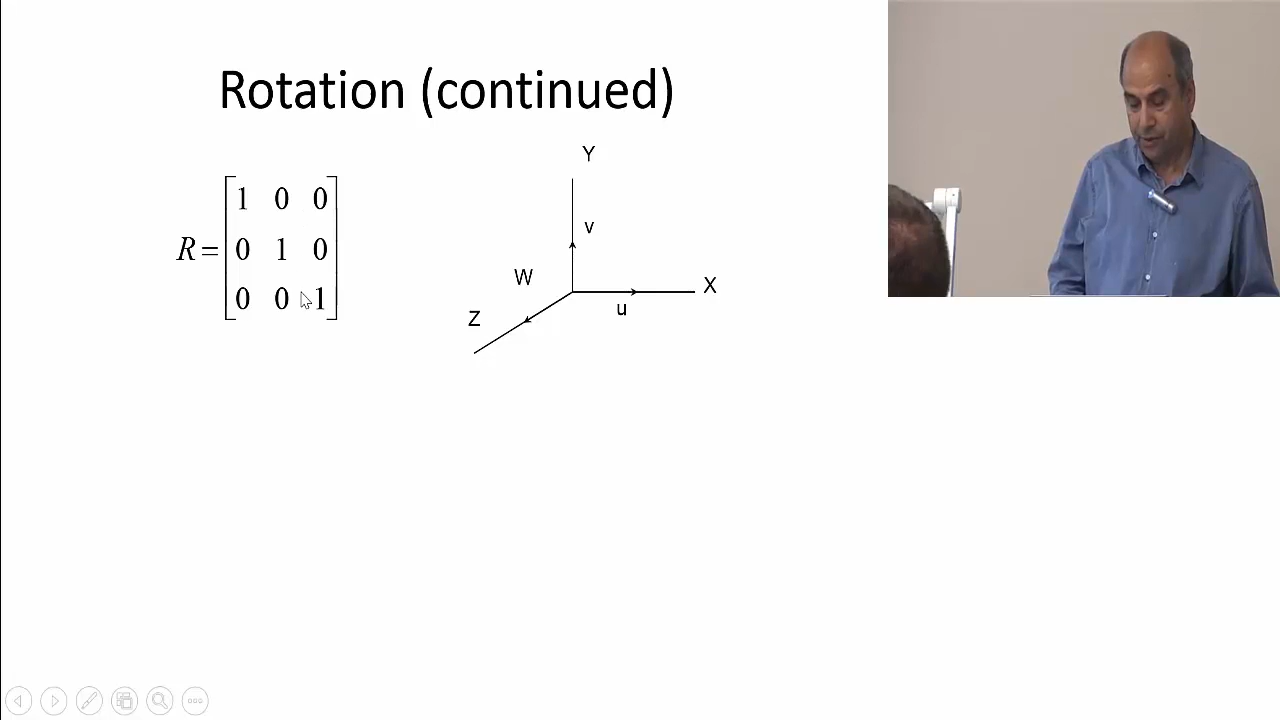 Rotation (continued)
R = [1 0 0
0 1 0
0 0 1]
Y
v
W
X
Z
u